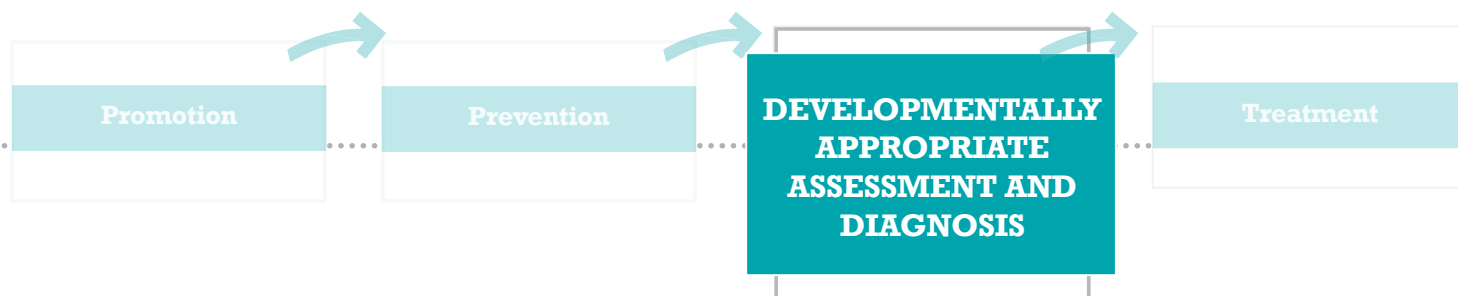 Promotion
Prevention
DEVELOPMENTALLY
APPROPRIATE
ASSESSMENT AND
DIAGNOSIS
Treatment